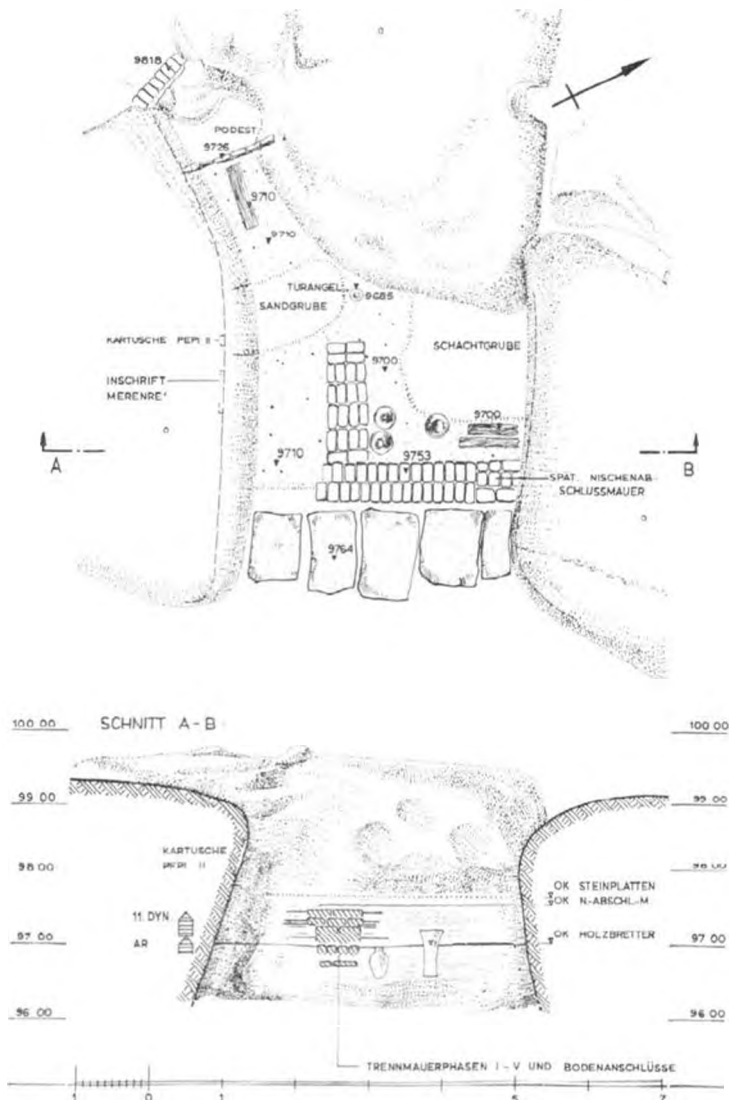 9818
PODEST
9726
9710
9710
TÜRANGEL
9685
SANDGRUBE
SCHACHTGRUBE
KARTUSCHE PEPI II
9700
INSCHRIFT
MERENRE'
9700
A
9710
9753
B
SPÄT. NISCHENAB-
SCHLUSSMAUER
9764
100 00
SCHNITT A-B
100 00
99 00
99 00
KARTUSCHE
PEPI II
98 00
98 00
OK STEINPLATTEN
OK N-ABSCHL-M.
11. DYN
97 00
AR
OK HOLZBRETTER
97 00
96 00
96 00
TRENNMAUERPHASEN I-V UND BODENANSCHLÜSSE
1 0 1